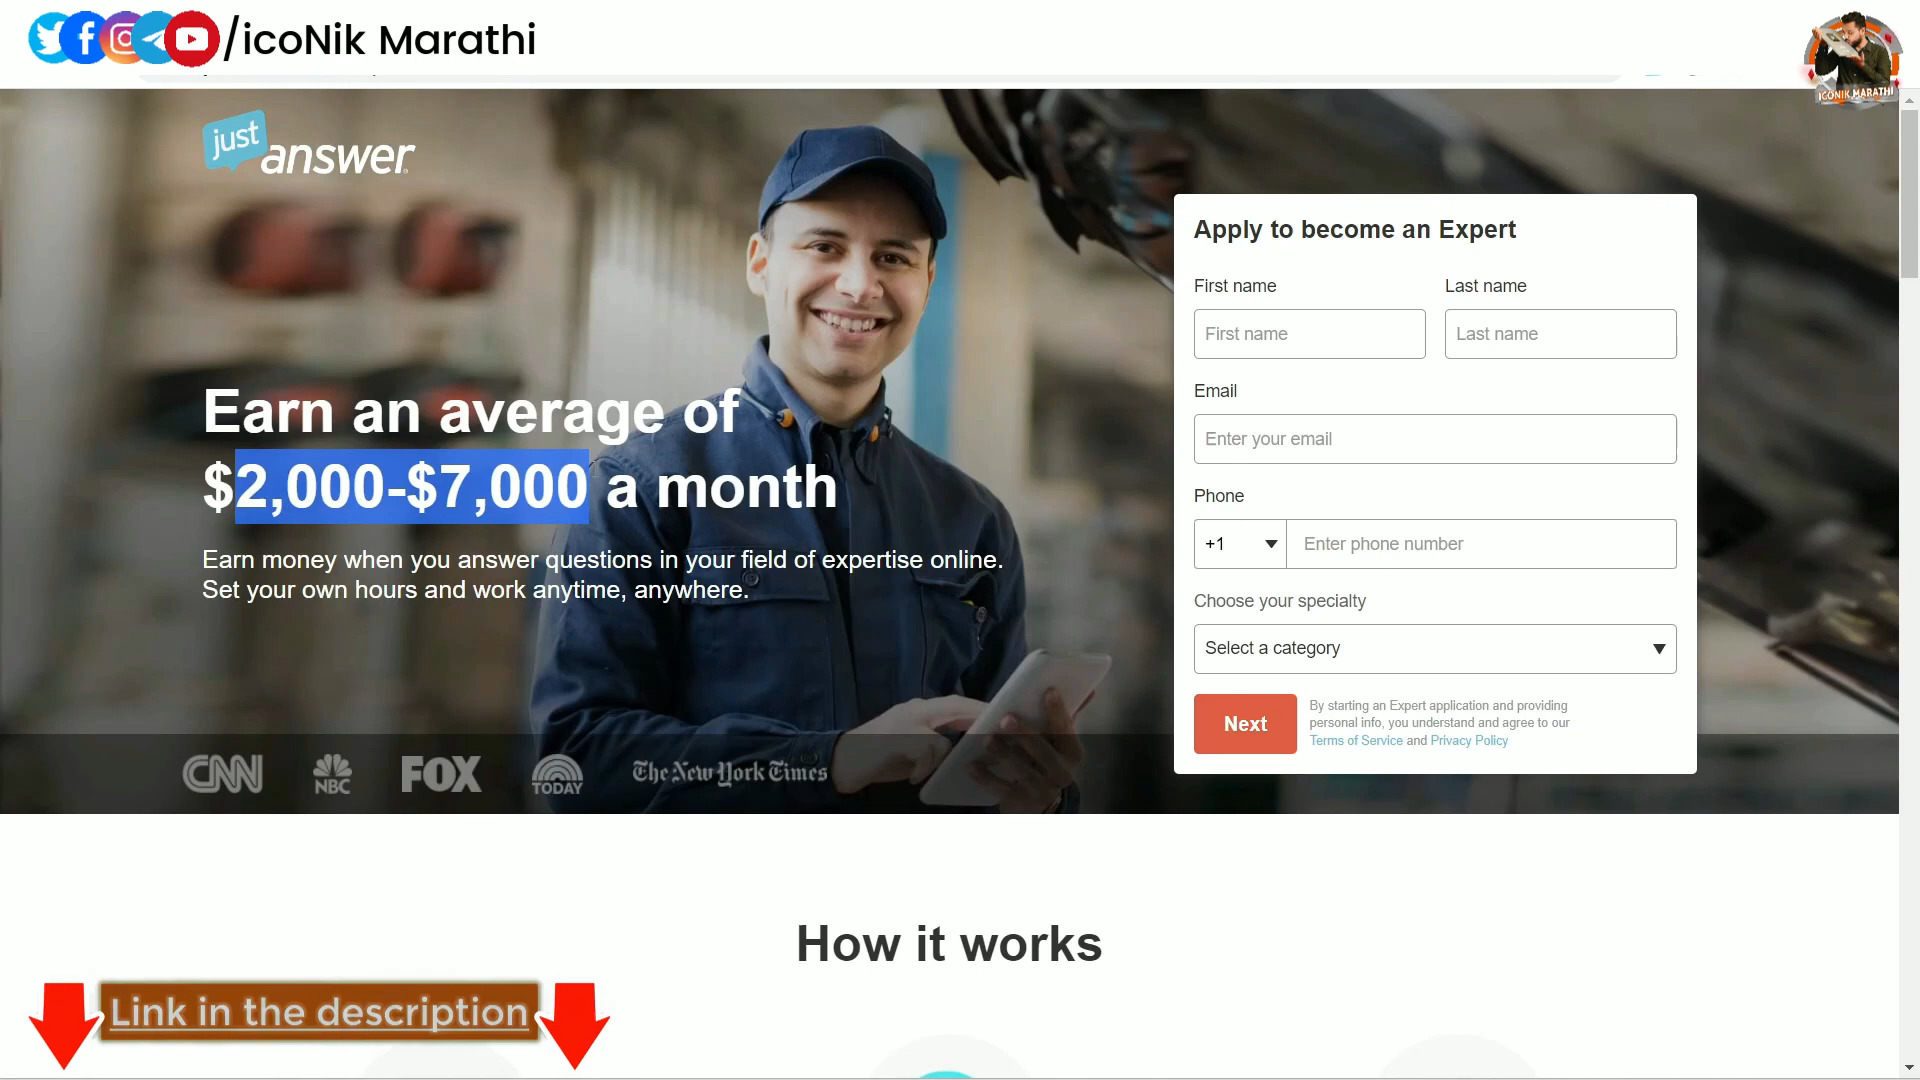 /icoNik Marathi
ICONIK MARATHI
just
answer
Earn an average of
$2,000-$7,000 a month
Earn money when you answer questions in your field of expertise online.
Set your own hours and work anytime, anywhere.
CNN
NBC
FOX
TODAY
The New York Times
Apply to become an Expert
First name
Last name
First name
Last name
Email
Enter your email
Phone
+1
Enter phone number
Choose your specialty
Select a category
Next
By starting an Expert application and providing
personal info, you understand and agree to our
Terms of Service and Privacy Policy
How it works
Link in the description